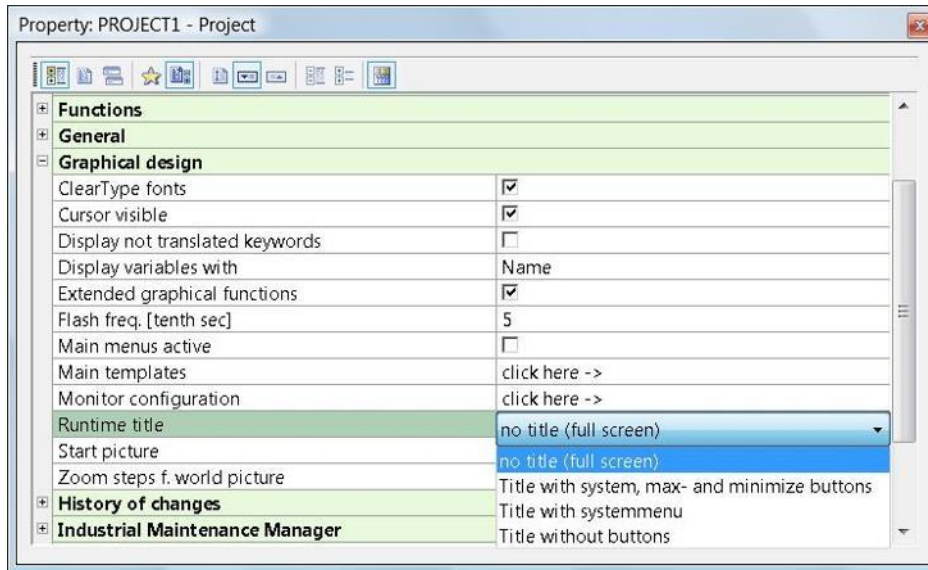 Property: PROJECT1 - Project
Functions
General
Graphical design
ClearType fonts
Cursor visible
Display not translated keywords
Display variables with Name
Extended graphical functions
Flash freq. [tenth sec] 5
Main menus active
Main templates click here ->
Monitor configuration click here ->
Runtime title no title (full screen)
Start picture no title (full screen)
Zoom steps f. world picture Title with system, max- and minimize buttons
History of changes Title with systemmenu
Industrial Maintenance Manager Title without buttons